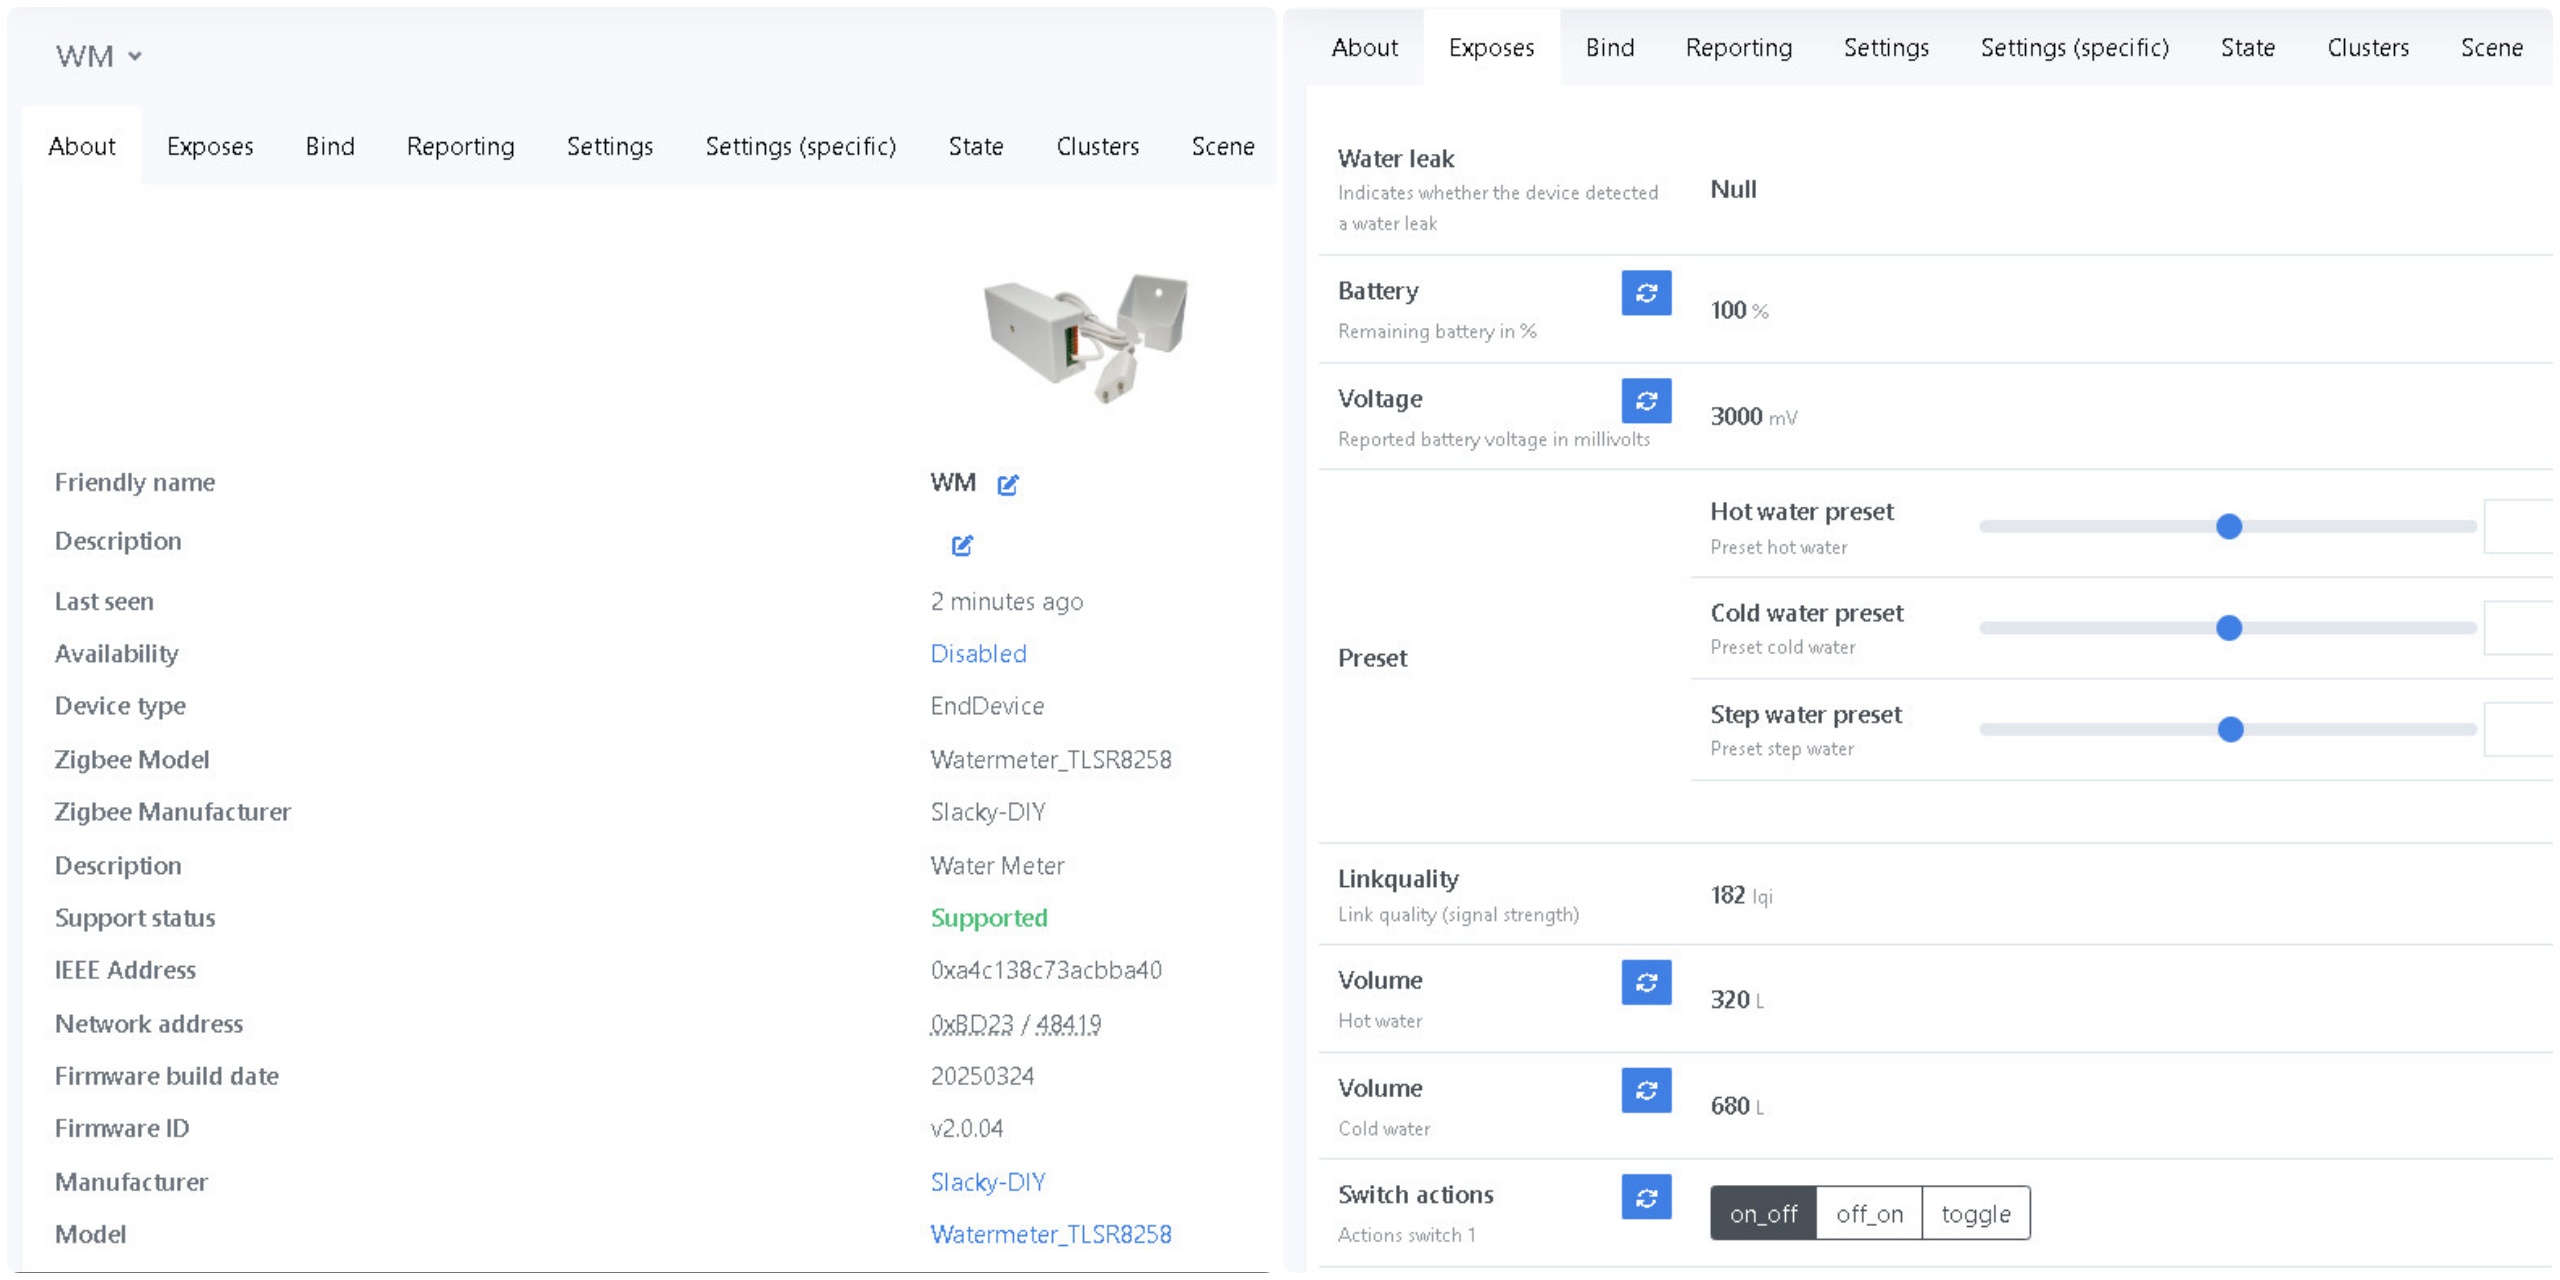 WM
About Exposes Bind Reporting Settings Settings (specific) State Clusters Scene
Friendly name WM
Description
Last seen 2 minutes ago
Availability Disabled
Device type EndDevice
Zigbee Model Watermeter_TLSR8258
Zigbee Manufacturer Slacky-DIY
Description Water Meter
Support status Supported
IEEE Address 0xa4c138c73acbba40
Network address 0xBD23 / 48419
Firmware build date 20250324
Firmware ID v2.0.04
Manufacturer Slacky-DIY
Model Watermeter_TLSR8258
About Exposes Bind Reporting Settings Settings (specific) State Clusters Scene
Water leak
Indicates whether the device detected
a water leak
Null
Battery
Remaining battery in %
100 %
Voltage
Reported battery voltage in millivolts
3000 mV
Preset
Hot water preset
Preset hot water
Cold water preset
Preset cold water
Step water preset
Preset step water
Linkquality
Link quality (signal strength)
182 lqi
Volume
Hot water
320 L
Volume
Cold water
680 L
Switch actions
Actions switch 1
on_off off_on toggle